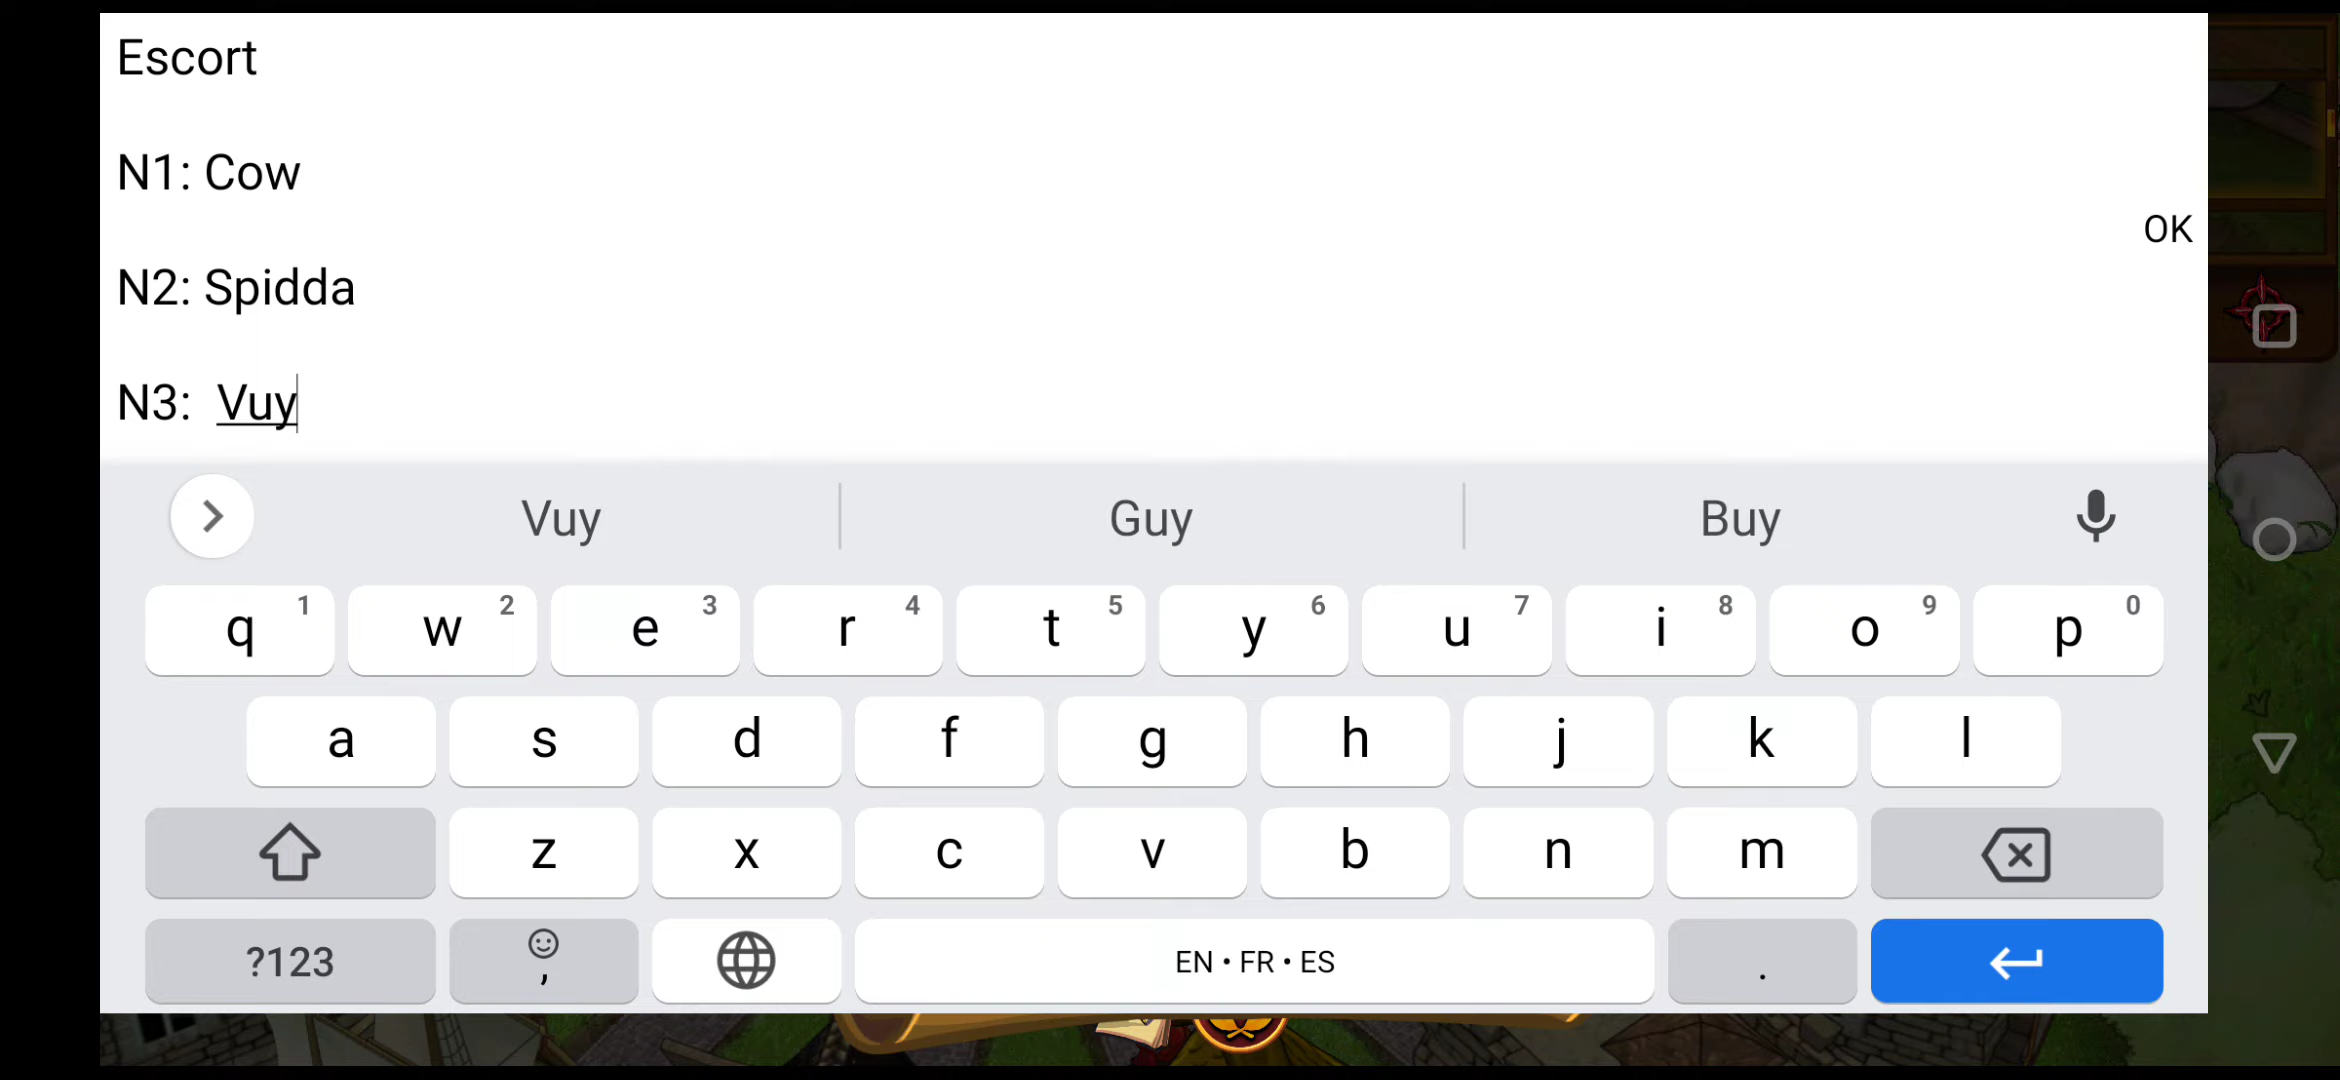 Escort
N1: Cow
OK
N2: Spidda
N3: Vuy
Vuy Guy Buy
q 1 w 2 e 3 r 4 t 5 y 6 u 7 i 8 o 9 p 0
a s d f g h j k l
z x c v b n m
?123 , EN • FR • ES .